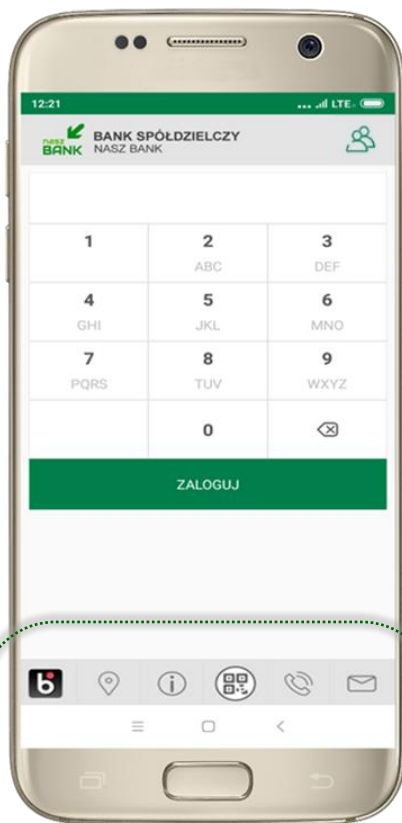 12:21 ... LTE
nasz BANK BANK SPÓŁDZIELCZY
NASZ BANK
1 2 3
ABC DEF
4 5 6
GHI JKL MNO
7 8 9
PQRS TUV WXYZ
0
ZALOGUJ
b i